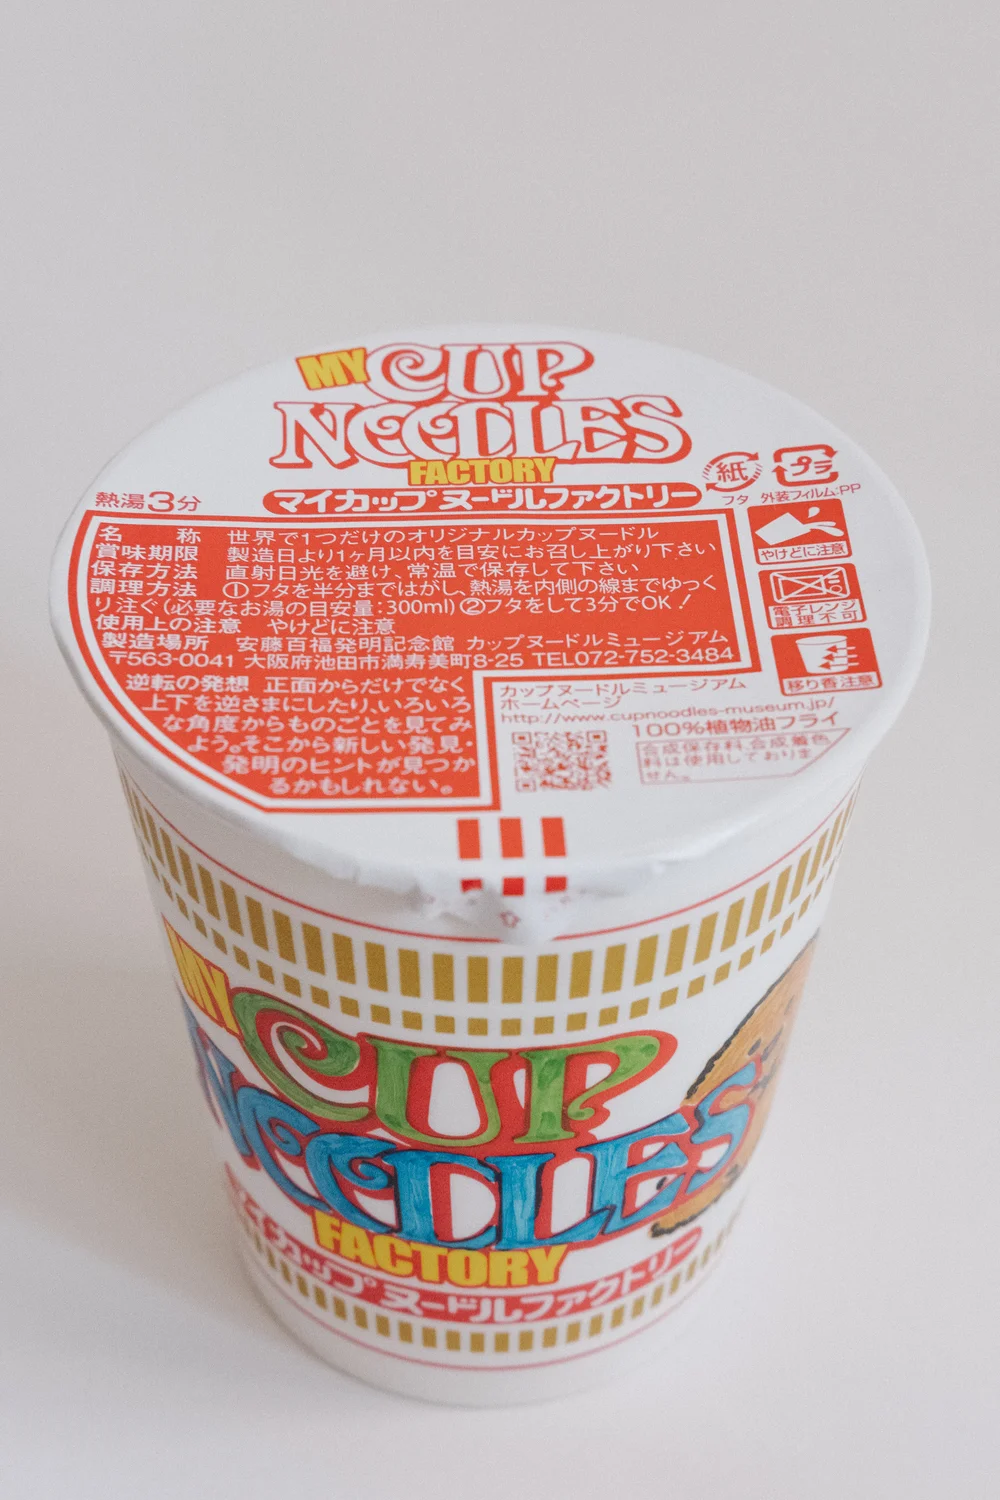 MY CUP
NOODLES
FACTORY
マイカップヌードルファクトリー
熱湯3分
紙
フタ
プラ
外装フィルム:PP
名称 世界で1つだけのオリジナルカップヌードル
賞味期限 製造日より1ヶ月以内を目安にお召し上がり下さい
保存方法 直射日光を避け、常温で保存して下さい
調理方法 ①フタを半分まではがし、熱湯を内側の線までゆっく
り注ぐ(必要なお湯の目安量:300ml)②フタをして3分でOK!
使用上の注意 やけどに注意
製造場所 安藤百福発明記念館 カップヌードルミュージアム
〒563-0041 大阪府池田市満寿美町8-25 TEL072-752-3484
逆転の発想 正面からだけでなく
上下を逆さまにしたり、いろいろ
な角度からものごとを見てみ
よう。そこから新しい発見・
発明のヒントが見つか
るかもしれない。
やけどに注意
電子レンジ
調理不可
移り香注意
カップヌードルミュージアム
ホームページ
http://www.cupnoodles-museum.jp/
100%植物油フライ
合成保存料、合成着色
料は使用しておりま
せん。
MY CUP
NOODLES
FACTORY
マイカップヌードルファクトリー